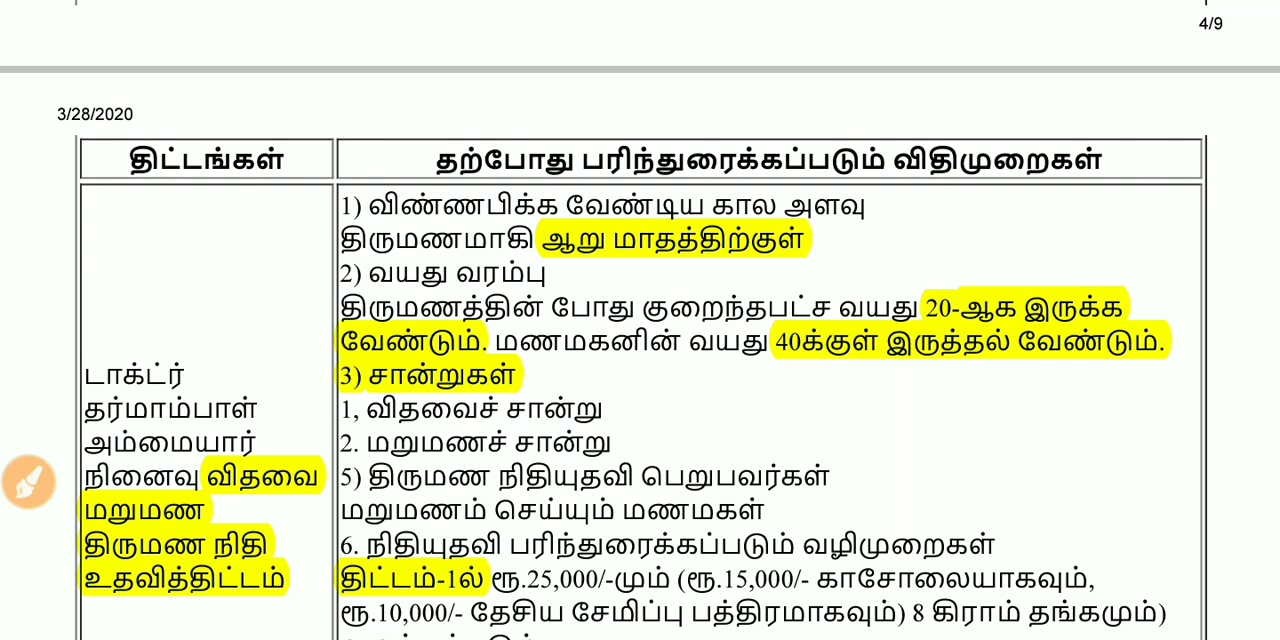 4/9
3/28/2020
திட்டங்கள்
தற்போது பரிந்துரைக்கப்படும் விதிமுறைகள்
டாக்ட்ர்
தர்மாம்பாள்
அம்மையார்
நினைவு விதவை
மறுமண
திருமண நிதி
உதவித்திட்டம்
1) விண்ணபிக்க வேண்டிய கால அளவு
திருமணமாகி ஆறு மாதத்திற்குள்
2) வயது வரம்பு
திருமணத்தின் போது குறைந்தபட்ச வயது 20-ஆக இருக்க
வேண்டும். மணமகனின் வயது 40க்குள் இருத்தல் வேண்டும்.
3) சான்றுகள்
1, விதவைச் சான்று
2. மறுமணச் சான்று
5) திருமண நிதியுதவி பெறுபவர்கள்
மறுமணம் செய்யும் மணமகள்
6. நிதியுதவி பரிந்துரைக்கப்படும் வழிமுறைகள்
திட்டம்-1ல் ரூ.25,000/-மும் (ரூ.15,000/- காசோலையாகவும்,
ரூ.10,000/- தேசிய சேமிப்பு பத்திரமாகவும்) 8 கிராம் தங்கமும்)